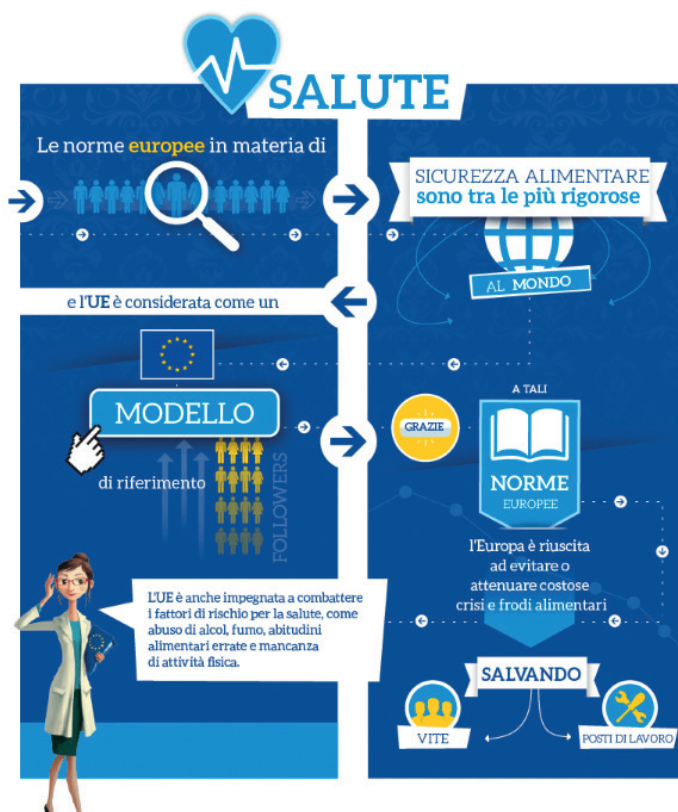 SALUTE
Le norme europee in materia di
SICUREZZA ALIMENTARE
sono tra le più rigorose
AL MONDO
e l'UE è considerata come un
MODELLO
di riferimento
FOLLOWERS
GRAZIE
A TALI
NORME
EUROPEE
l'Europa è riuscita
ad evitare o
attenuare costose
crisi e frodi alimentari
L'UE è anche impegnata a combattere
i fattori di rischio per la salute, come
abuso di alcol, fumo, abitudini
alimentari errate e mancanza
di attività fisica.
SALVANDO
VITE
POSTI DI LAVORO